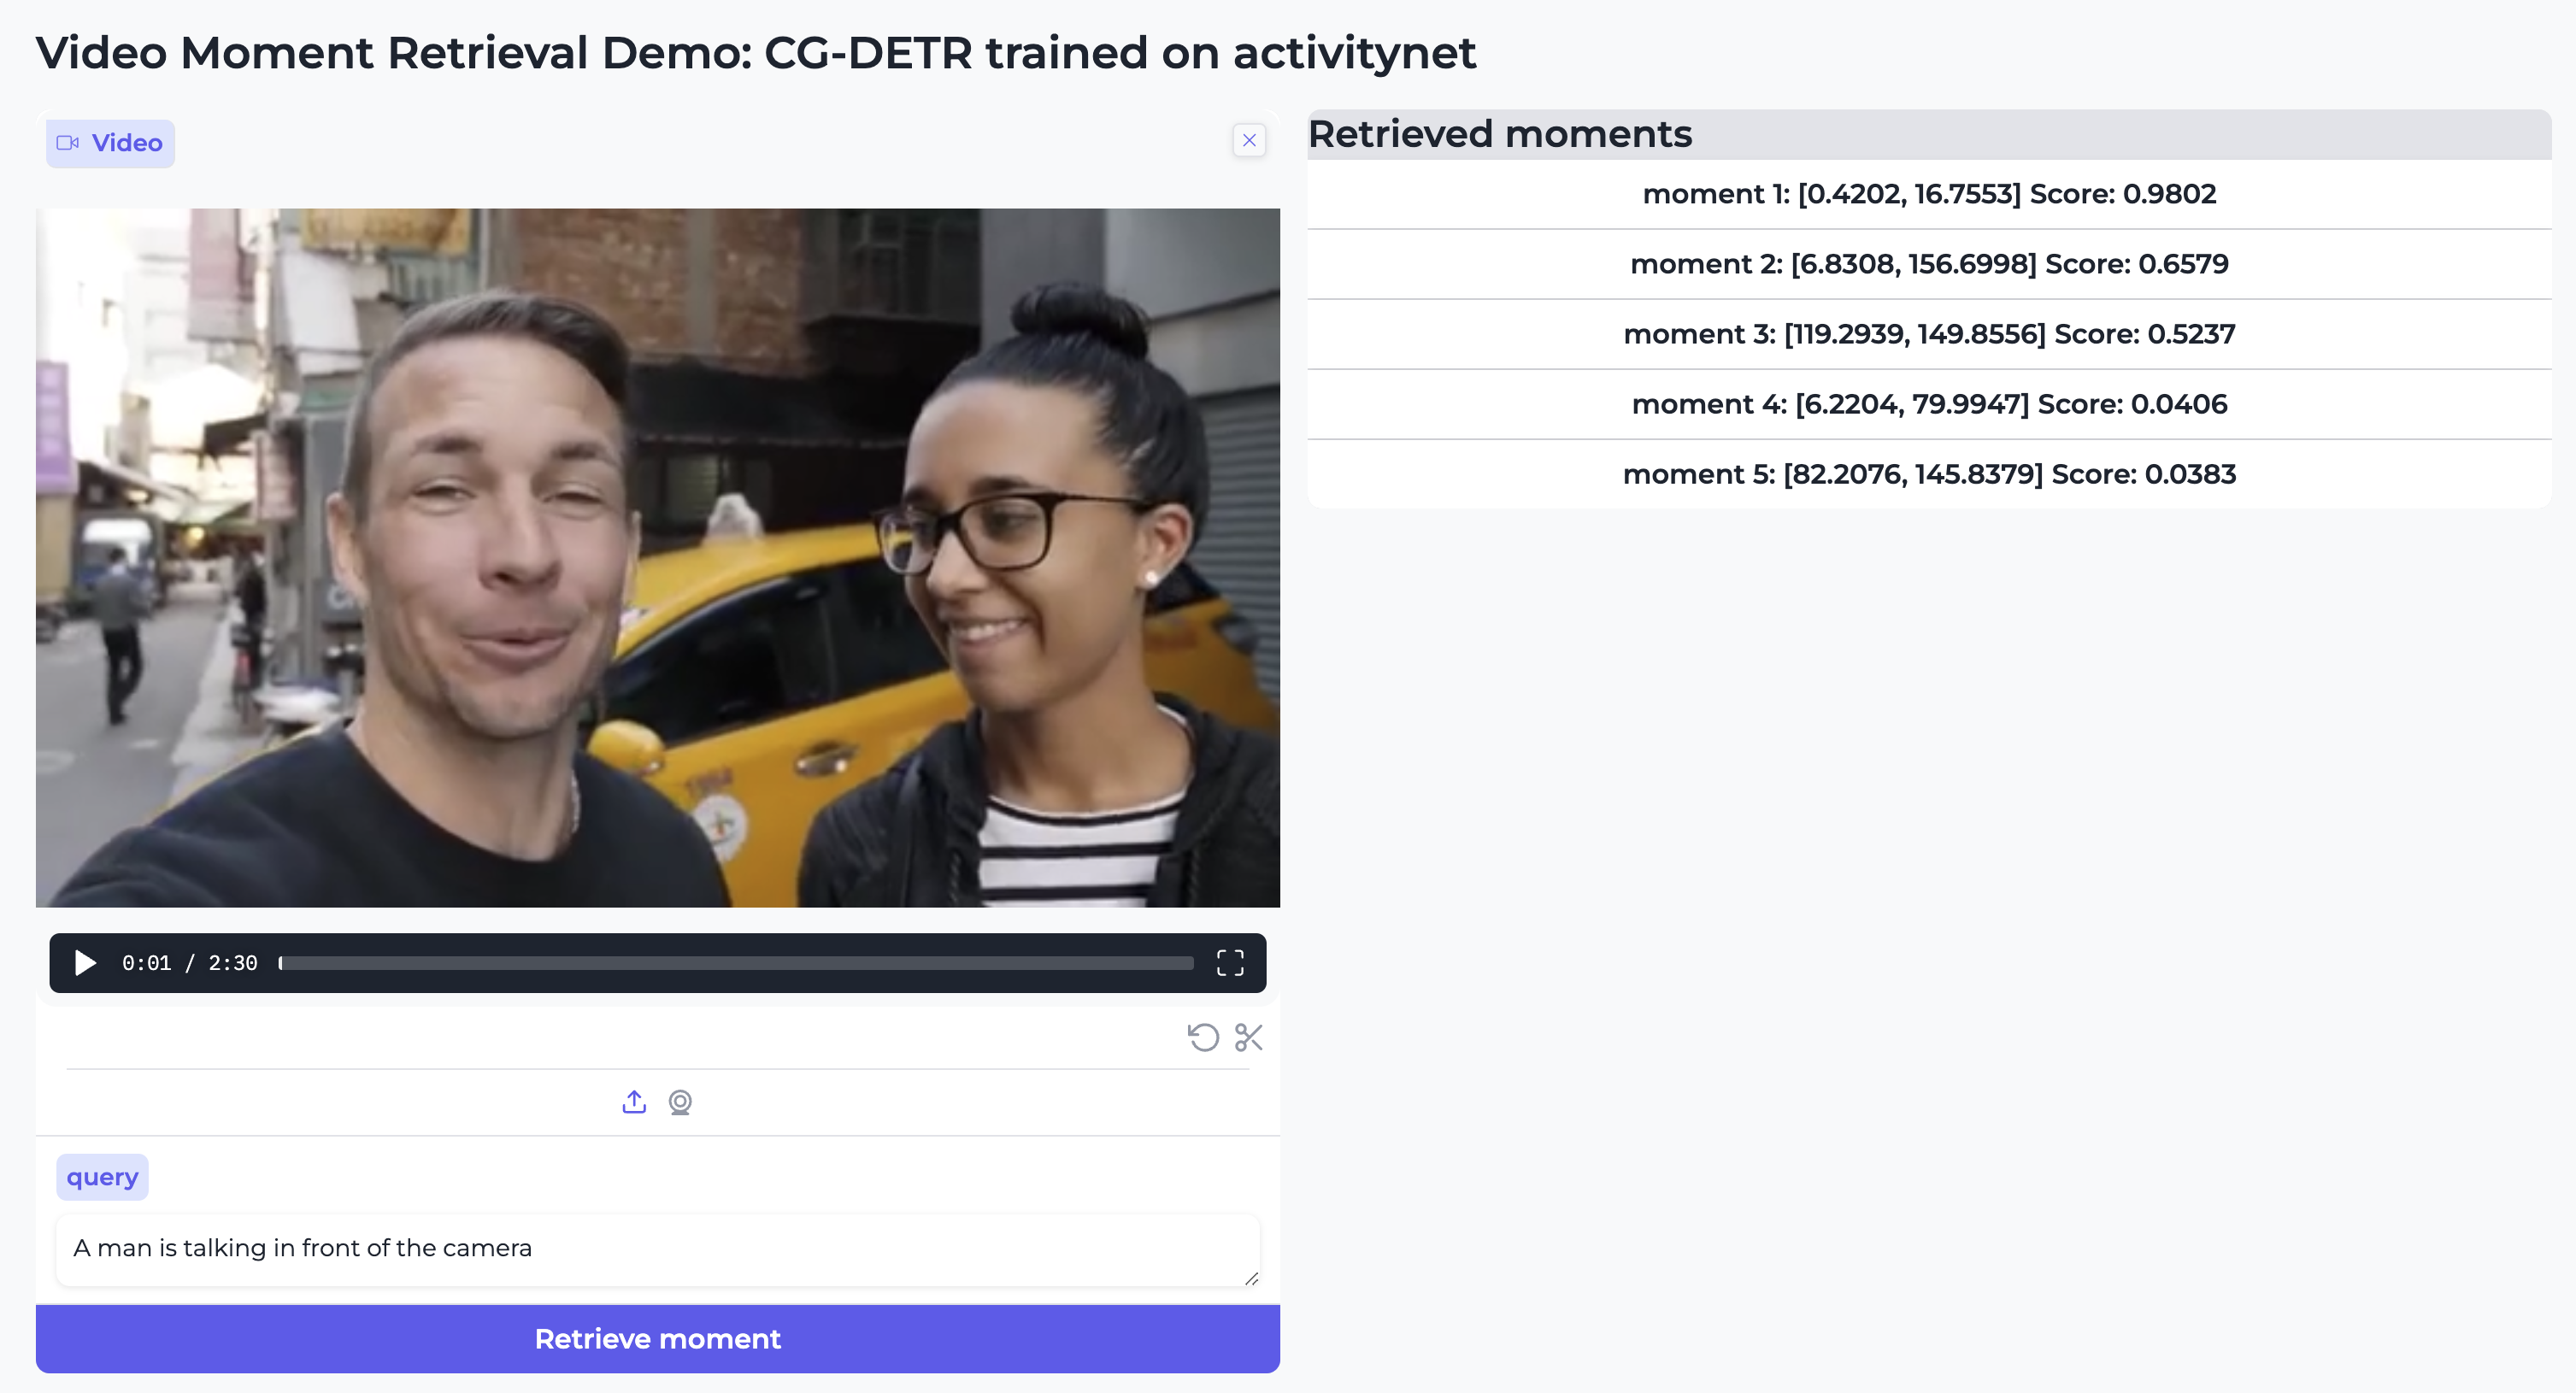 Video Moment Retrieval Demo: CG-DETR trained on activitynet
Video
0:01 / 2:30
query
A man is talking in front of the camera
Retrieve moment
Retrieved moments
moment 1: [0.4202, 16.7553] Score: 0.9802
moment 2: [6.8308, 156.6998] Score: 0.6579
moment 3: [119.2939, 149.8556] Score: 0.5237
moment 4: [6.2204, 79.9947] Score: 0.0406
moment 5: [82.2076, 145.8379] Score: 0.0383